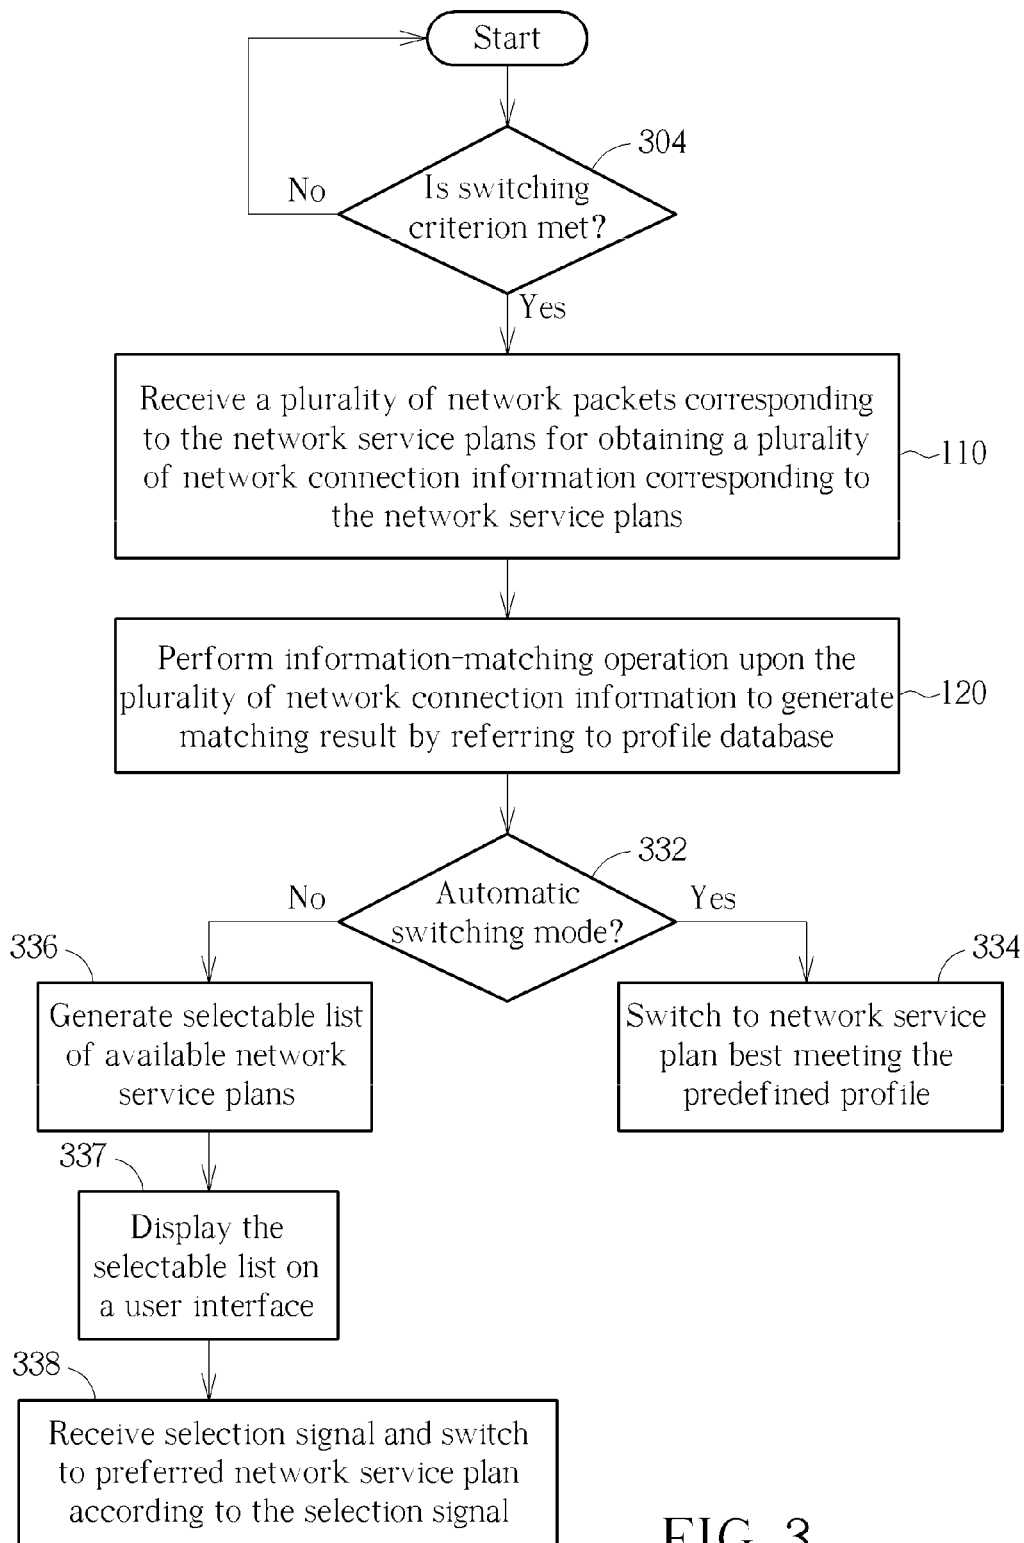 Start
304
Is switching
criterion met?
No
Yes
Receive a plurality of network packets corresponding
to the network service plans for obtaining a plurality
of network connection information corresponding to
the network service plans
110
Perform information-matching operation upon the
plurality of network connection information to generate
matching result by referring to profile database
120
332
Automatic
switching mode?
No
Yes
336
Generate selectable list
of available network
service plans
334
Switch to network service
plan best meeting the
predefined profile
337
Display the
selectable list on
a user interface
338
Receive selection signal and switch
to preferred network service plan
according to the selection signal
FIG. 3